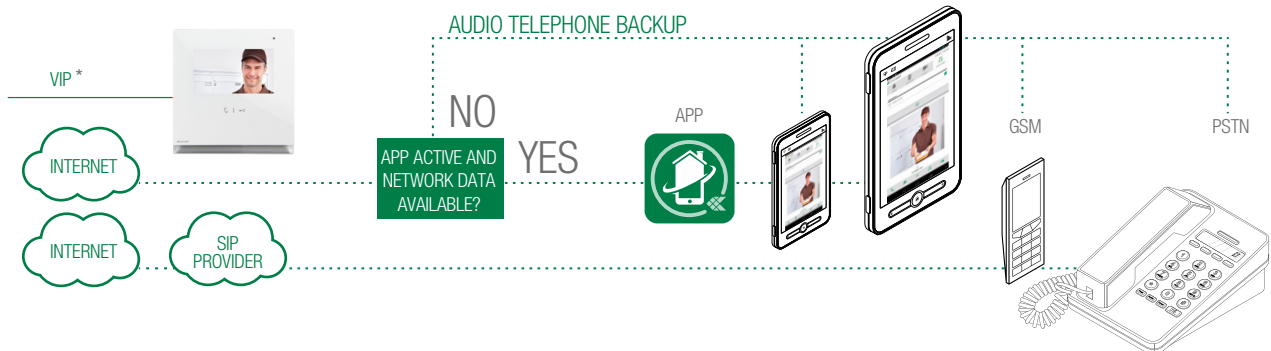 AUDIO TELEPHONE BACKUP
VIP *
NO
YES
APP
GSM
PSTN
INTERNET
APP ACTIVE AND
NETWORK DATA
AVAILABLE?
INTERNET
SIP
PROVIDER